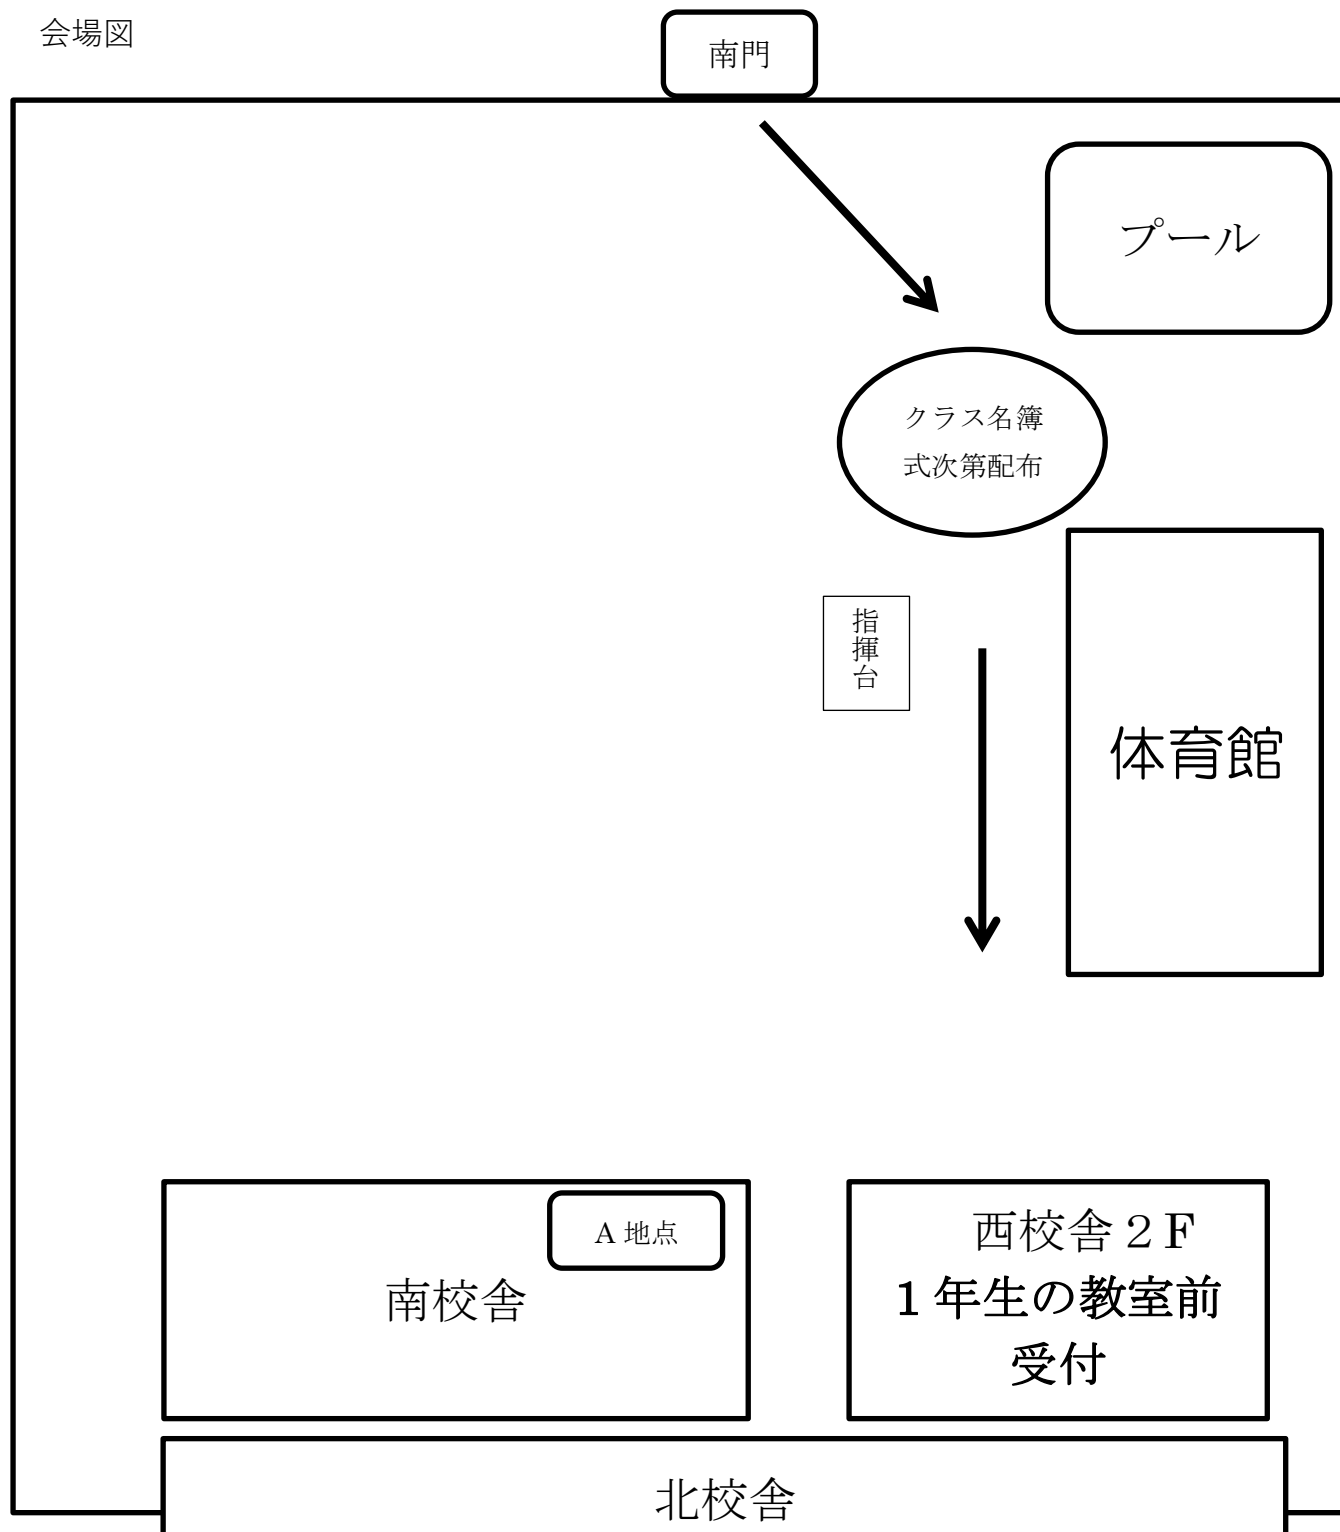 会場図
南門
プール
クラス名簿
式次第配布
指揮台
体育館
A 地点
南校舎
西校舎２F
１年生の教室前
受付
北校舎